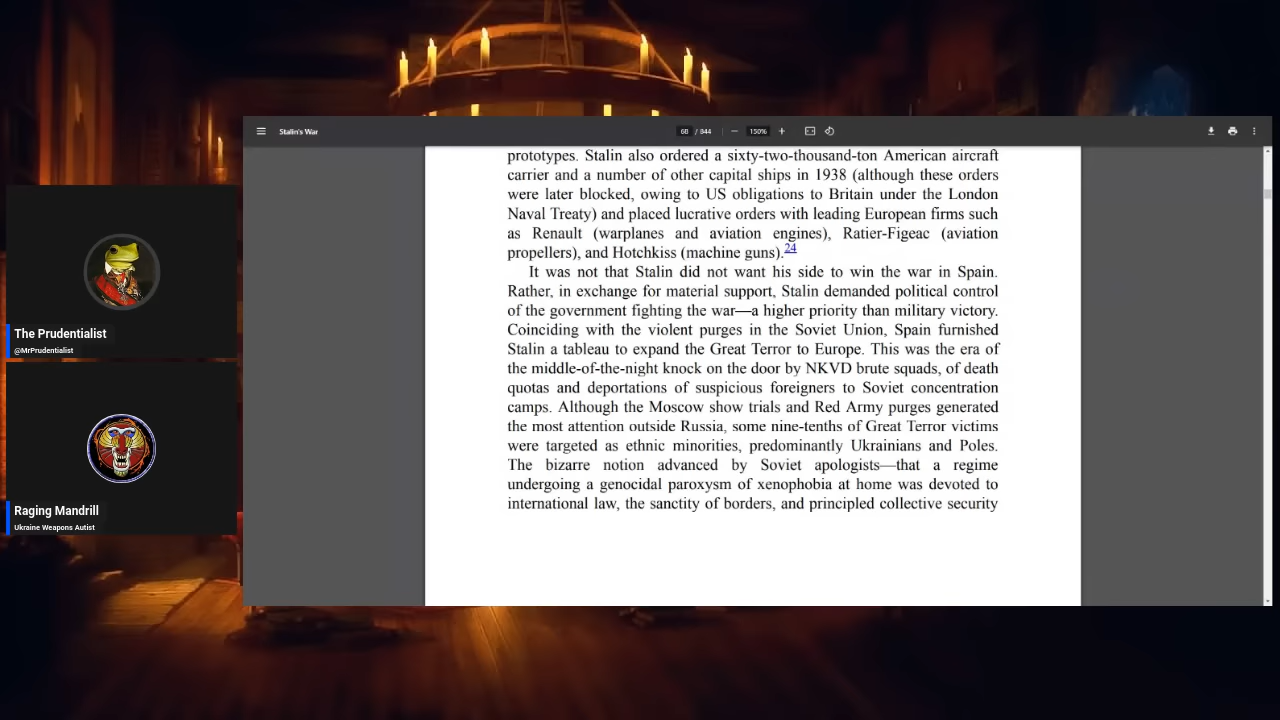 Stalin's War
68 / 844
150%
prototypes. Stalin also ordered a sixty-two-thousand-ton American aircraft
carrier and a number of other capital ships in 1938 (although these orders
were later blocked, owing to US obligations to Britain under the London
Naval Treaty) and placed lucrative orders with leading European firms such
as Renault (warplanes and aviation engines), Ratier-Figeac (aviation
propellers), and Hotchkiss (machine guns).24
It was not that Stalin did not want his side to win the war in Spain.
Rather, in exchange for material support, Stalin demanded political control
of the government fighting the war—a higher priority than military victory.
Coinciding with the violent purges in the Soviet Union, Spain furnished
Stalin a tableau to expand the Great Terror to Europe. This was the era of
the middle-of-the-night knock on the door by NKVD brute squads, of death
quotas and deportations of suspicious foreigners to Soviet concentration
camps. Although the Moscow show trials and Red Army purges generated
the most attention outside Russia, some nine-tenths of Great Terror victims
were targeted as ethnic minorities, predominantly Ukrainians and Poles.
The bizarre notion advanced by Soviet apologists—that a regime
undergoing a genocidal paroxysm of xenophobia at home was devoted to
international law, the sanctity of borders, and principled collective security
The Prudentialist
@MrPrudentialist
Raging Mandrill
Ukraine Weapons Autist